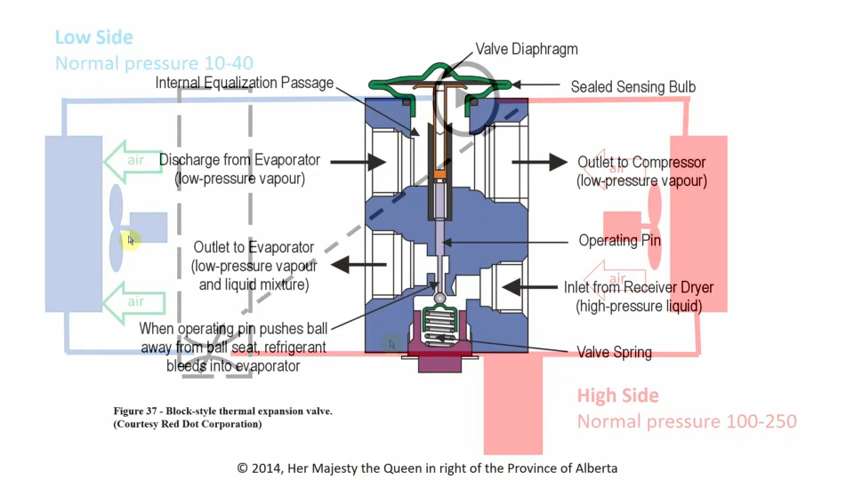 Low Side
Normal pressure 10-40
Valve Diaphragm
Internal Equalization Passage
Sealed Sensing Bulb
Discharge from Evaporator
(low-pressure vapour)
Outlet to Compressor
(low-pressure vapour)
air
air
Operating Pin
Outlet to Evaporator
(low-pressure vapour
and liquid mixture)
air
air
Inlet from Receiver Dryer
(high-pressure liquid)
When operating pin pushes ball
away from ball seat, refrigerant
bleeds into evaporator
Valve Spring
High Side
Normal pressure 100-250
Figure 37 - Block-style thermal expansion valve.
(Courtesy Red Dot Corporation)
© 2014, Her Majesty the Queen in right of the Province of Alberta